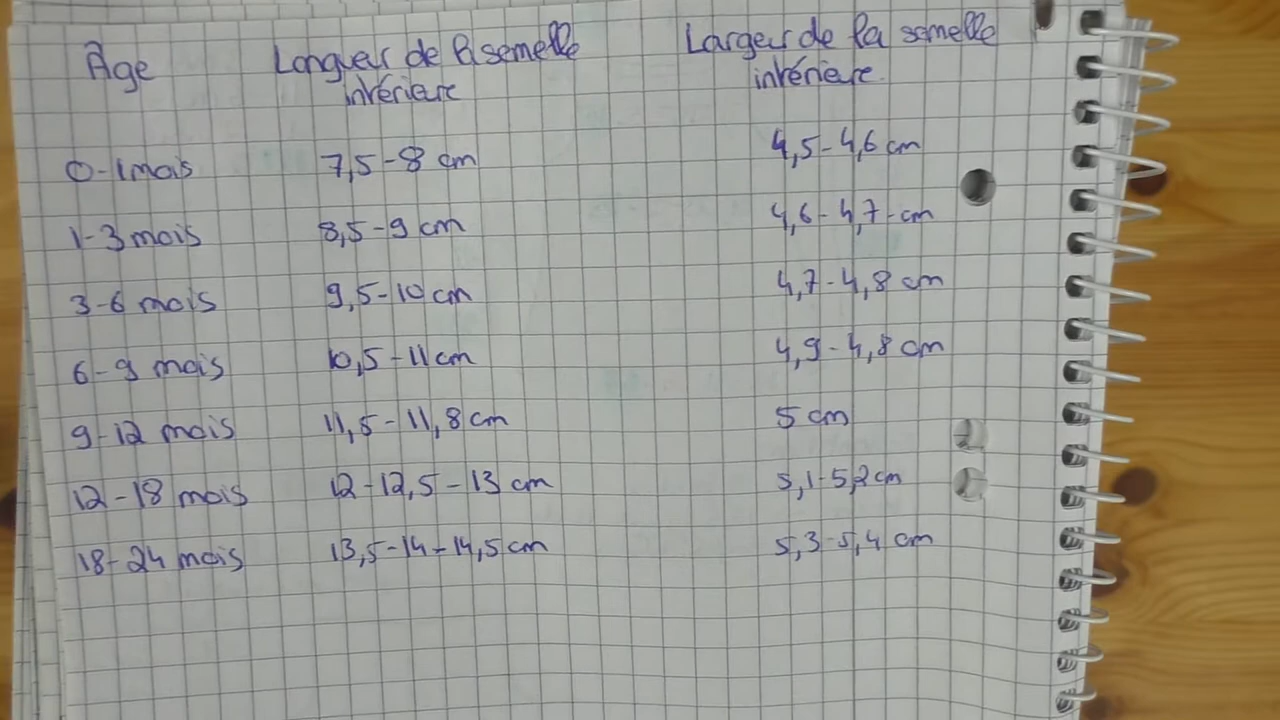 Âge Longueur de la semelle intérieure Largeur de la semelle intérieure
0-1 mois 7,5-8 cm 4,5-4,6 cm
1-3 mois 8,5-9 cm 4,6-4,7-cm
3-6 mois 9,5-10 cm 4,7-4,8 cm
6-9 mois 10,5-11 cm 4,9-4,8 cm
9-12 mois 11,5-11,8 cm 5 cm
12-18 mois 12-12,5-13 cm 5,1-5,2 cm
18-24 mois 13,5-14-14,5 cm 5,3-5,4 cm